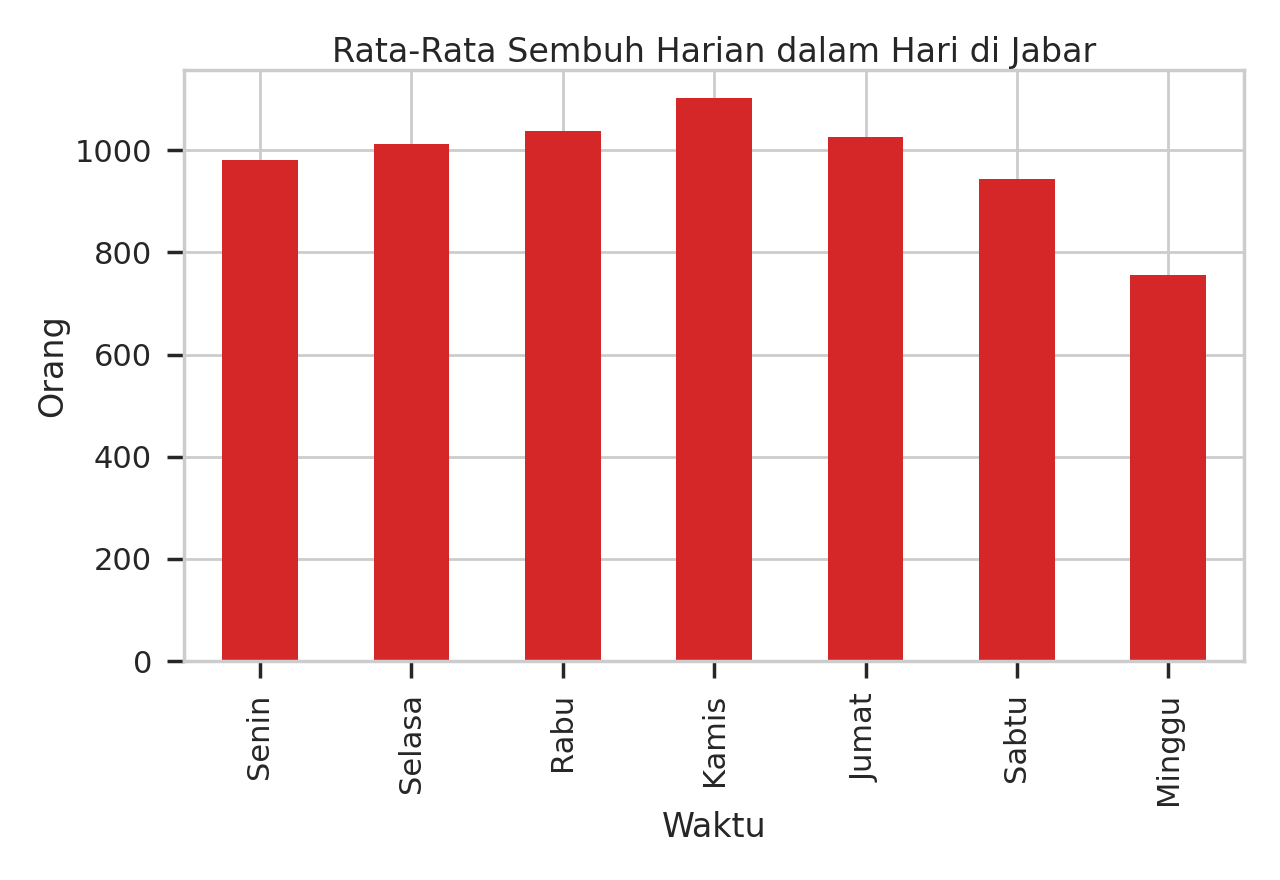 Rata-Rata Sembuh Harian dalam Hari di Jabar
1000
800
600
400
200
0
Orang
Senin
Selasa
Rabu
Kamis
Jumat
Sabtu
Minggu
Waktu